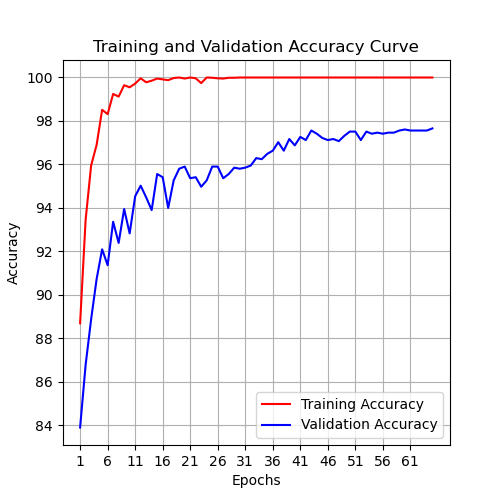 Training and Validation Accuracy Curve
Accuracy
100
98
96
94
92
90
88
86
84
Training Accuracy
Validation Accuracy
1 6 11 16 21 26 31 36 41 46 51 56 61
Epochs